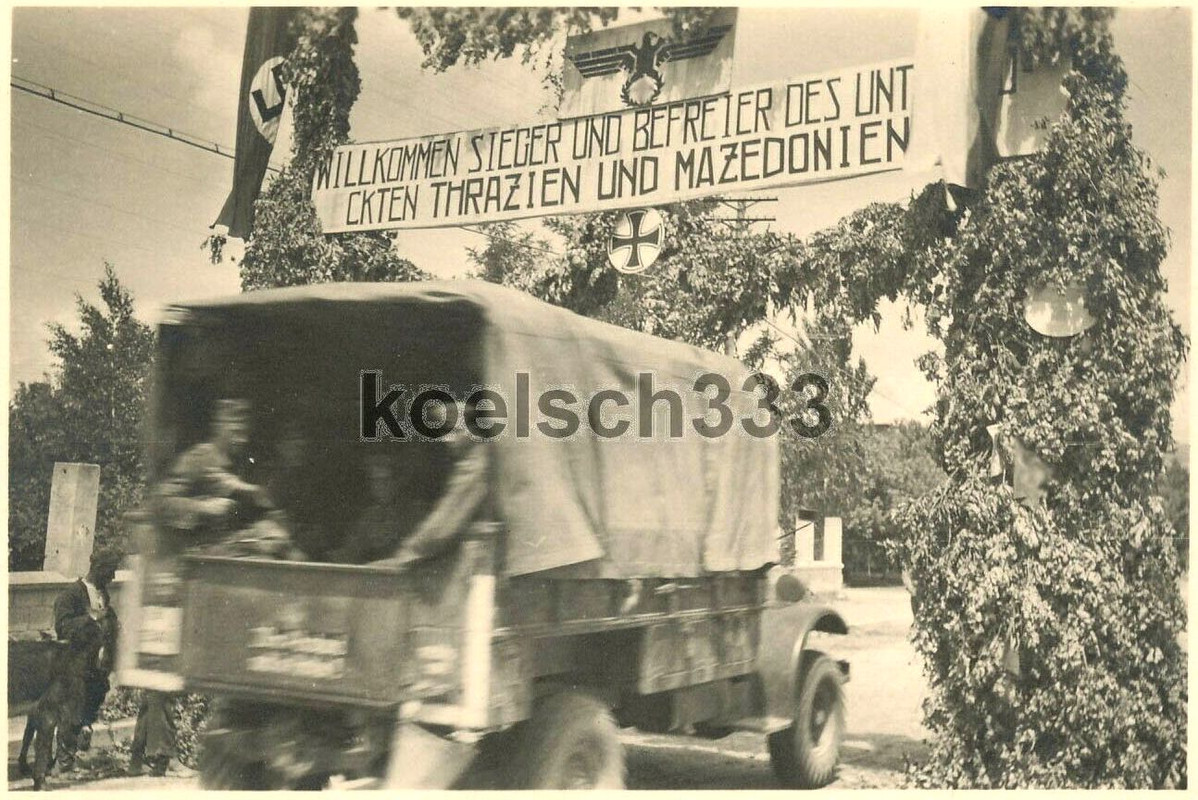 WILLKOMMEN SIEGER UND BEFREIER DES UNT
CKTEN THRAZIEN UND MAZEDONIEN
koelsch333